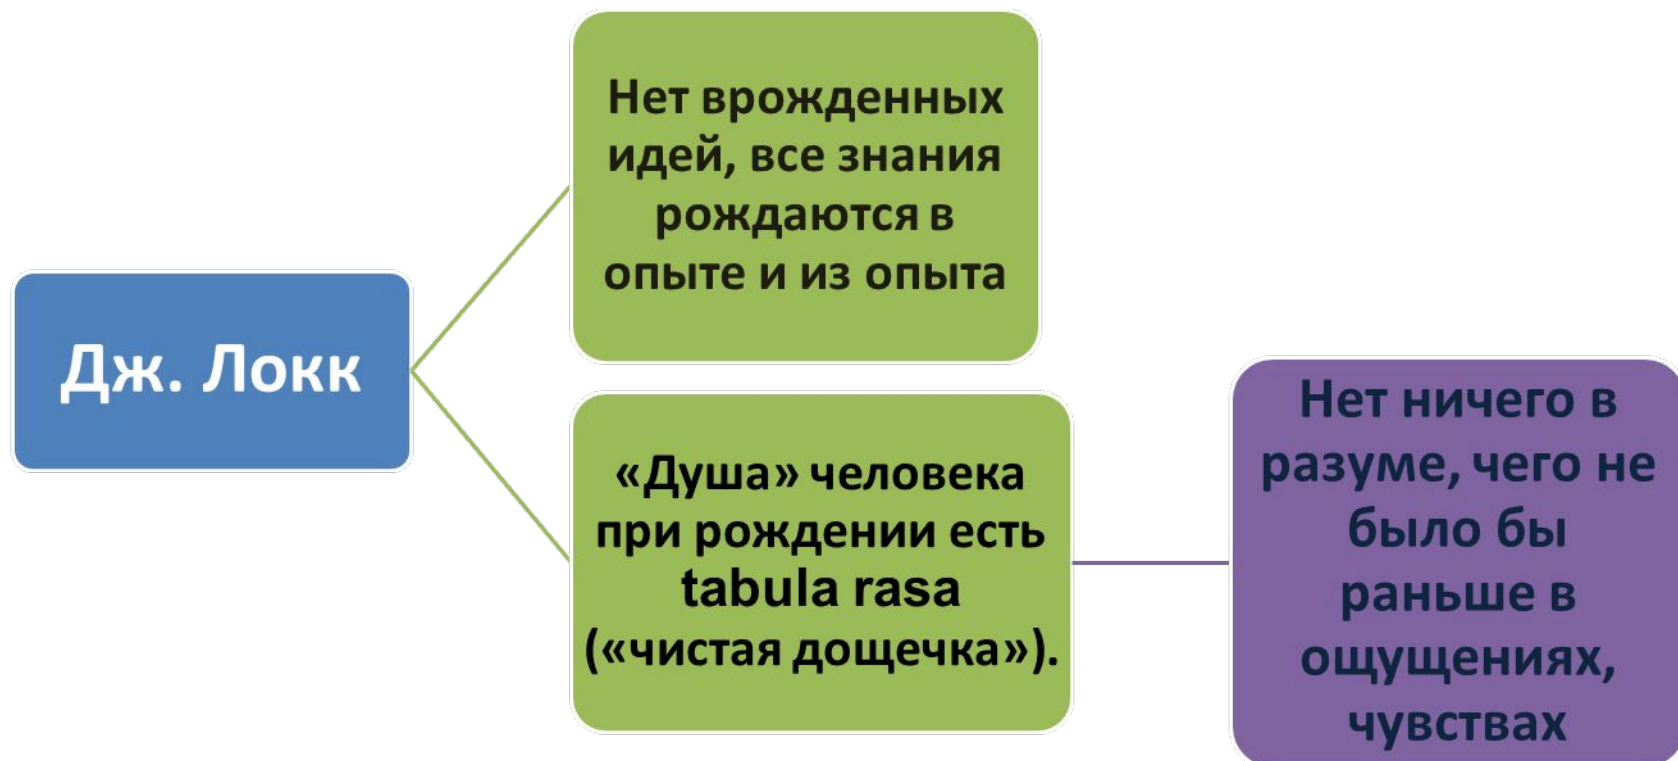 Дж. Локк
Нет врожденных
идей, все знания
рождаются в
опыте и из опыта
«Душа» человека
при рождении есть
tabula rasa
(«чистая дощечка»).
Нет ничего в
разуме, чего не
было бы
раньше в
ощущениях,
чувствах